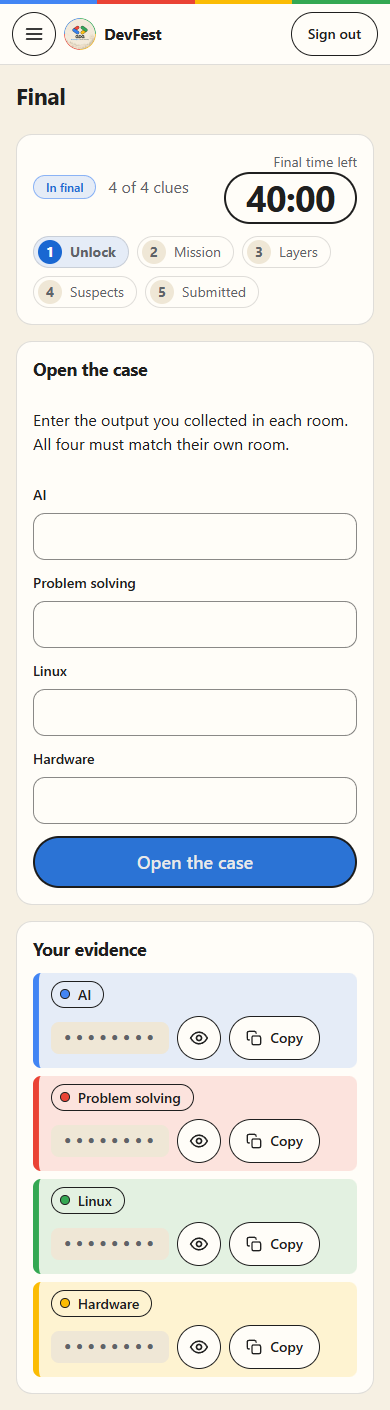 DevFest
Sign out
Final
In final
4 of 4 clues
Final time left
40:00
1 Unlock
2 Mission
3 Layers
4 Suspects
5 Submitted
Open the case
Enter the output you collected in each room.
All four must match their own room.
AI
Problem solving
Linux
Hardware
Open the case
Your evidence
AI
••••••••
Copy
Problem solving
••••••••
Copy
Linux
••••••••
Copy
Hardware
••••••••
Copy